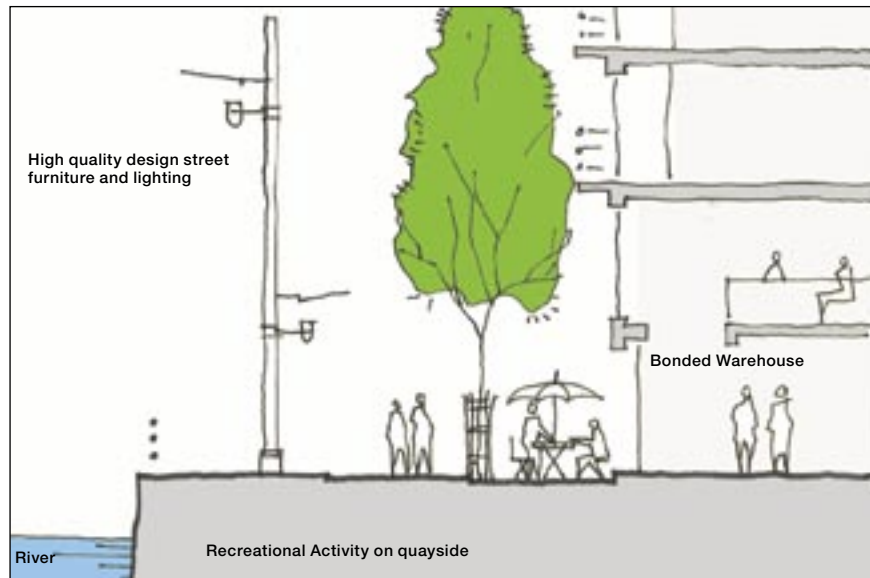 High quality design street
furniture and lighting
Bonded Warehouse
River
Recreational Activity on quayside